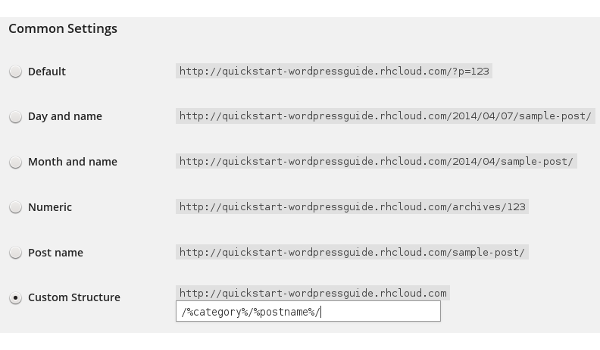 Common Settings
Default http://quickstart-wordpressguide.rhcloud.com/?p=123
Day and name http://quickstart-wordpressguide.rhcloud.com/2014/04/07/sample-post/
Month and name http://quickstart-wordpressguide.rhcloud.com/2014/04/sample-post/
Numeric http://quickstart-wordpressguide.rhcloud.com/archives/123
Post name http://quickstart-wordpressguide.rhcloud.com/sample-post/
Custom Structure http://quickstart-wordpressguide.rhcloud.com
/%category%/%postname%/